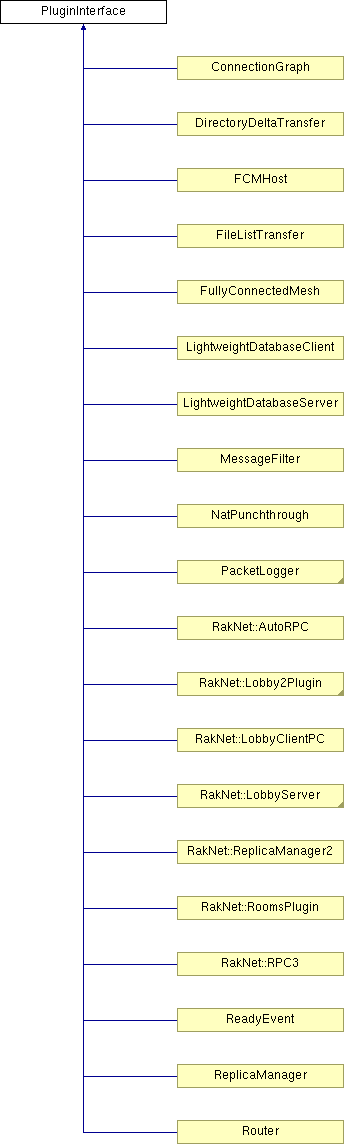 PluginInterface
ConnectionGraph
DirectoryDeltaTransfer
FCMHost
FileListTransfer
FullyConnectedMesh
LightweightDatabaseClient
LightweightDatabaseServer
MessageFilter
NatPunchthrough
PacketLogger
RakNet::AutoRPC
RakNet::Lobby2Plugin
RakNet::LobbyClientPC
RakNet::LobbyServer
RakNet::ReplicaManager2
RakNet::RoomsPlugin
RakNet::RPC3
ReadyEvent
ReplicaManager
Router